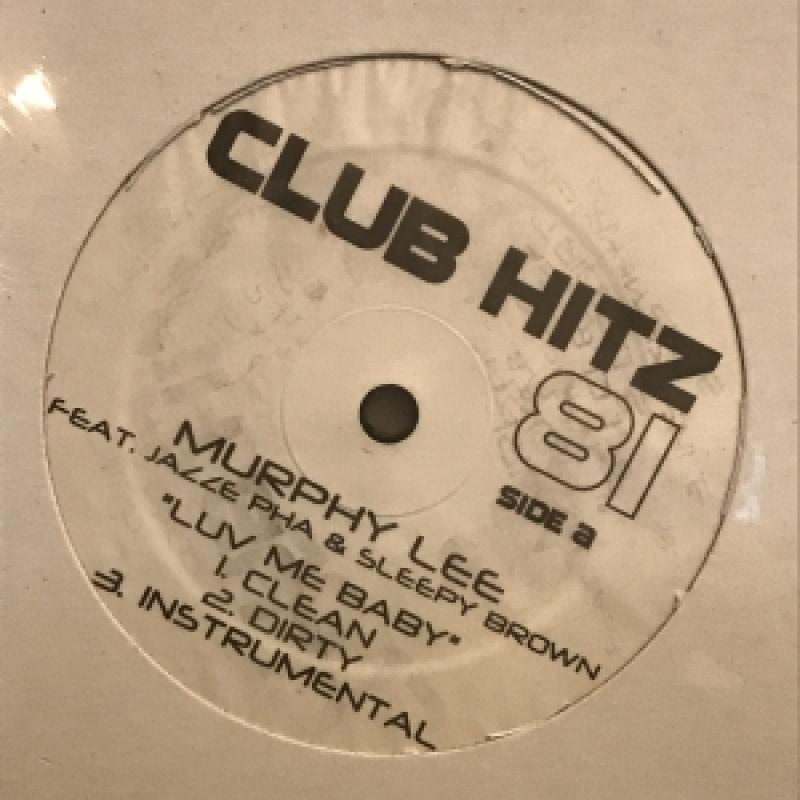 CLUB HITZ
81
SIDE a
MURPHY LEE
FEAT. JAZZE PHA & SLEEPY BROWN
"LUV ME BABY"
1. CLEAN
2. DIRTY
3. INSTRUMENTAL